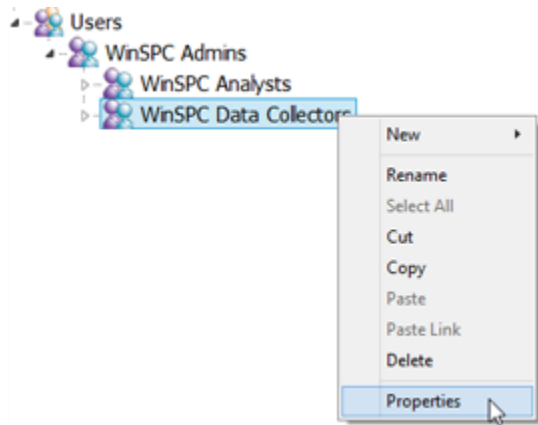 Users
WinSPC Admins
WinSPC Analysts
WinSPC Data Collectors
New
Rename
Select All
Cut
Copy
Paste
Paste Link
Delete
Properties